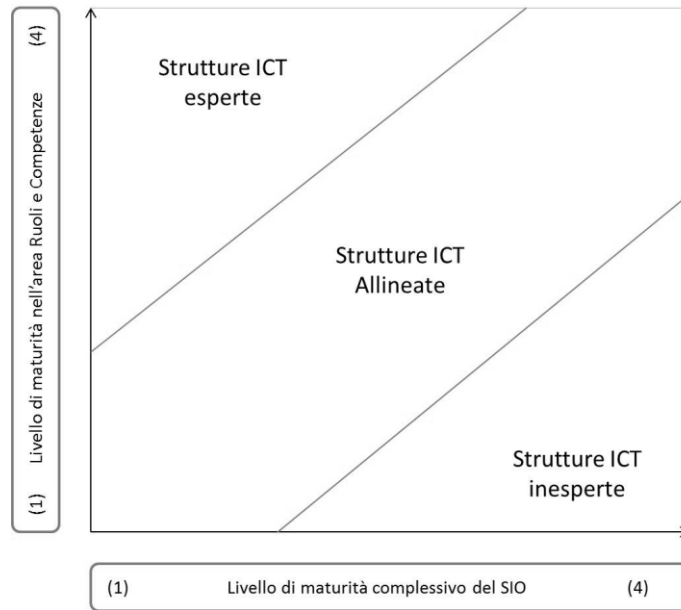 (4)
Livello di maturità nell'area Ruoli e Competenze
(1)
Strutture ICT
esperte
Strutture ICT
Allineate
Strutture ICT
inesperte
(1) Livello di maturità complessivo del SIO (4)